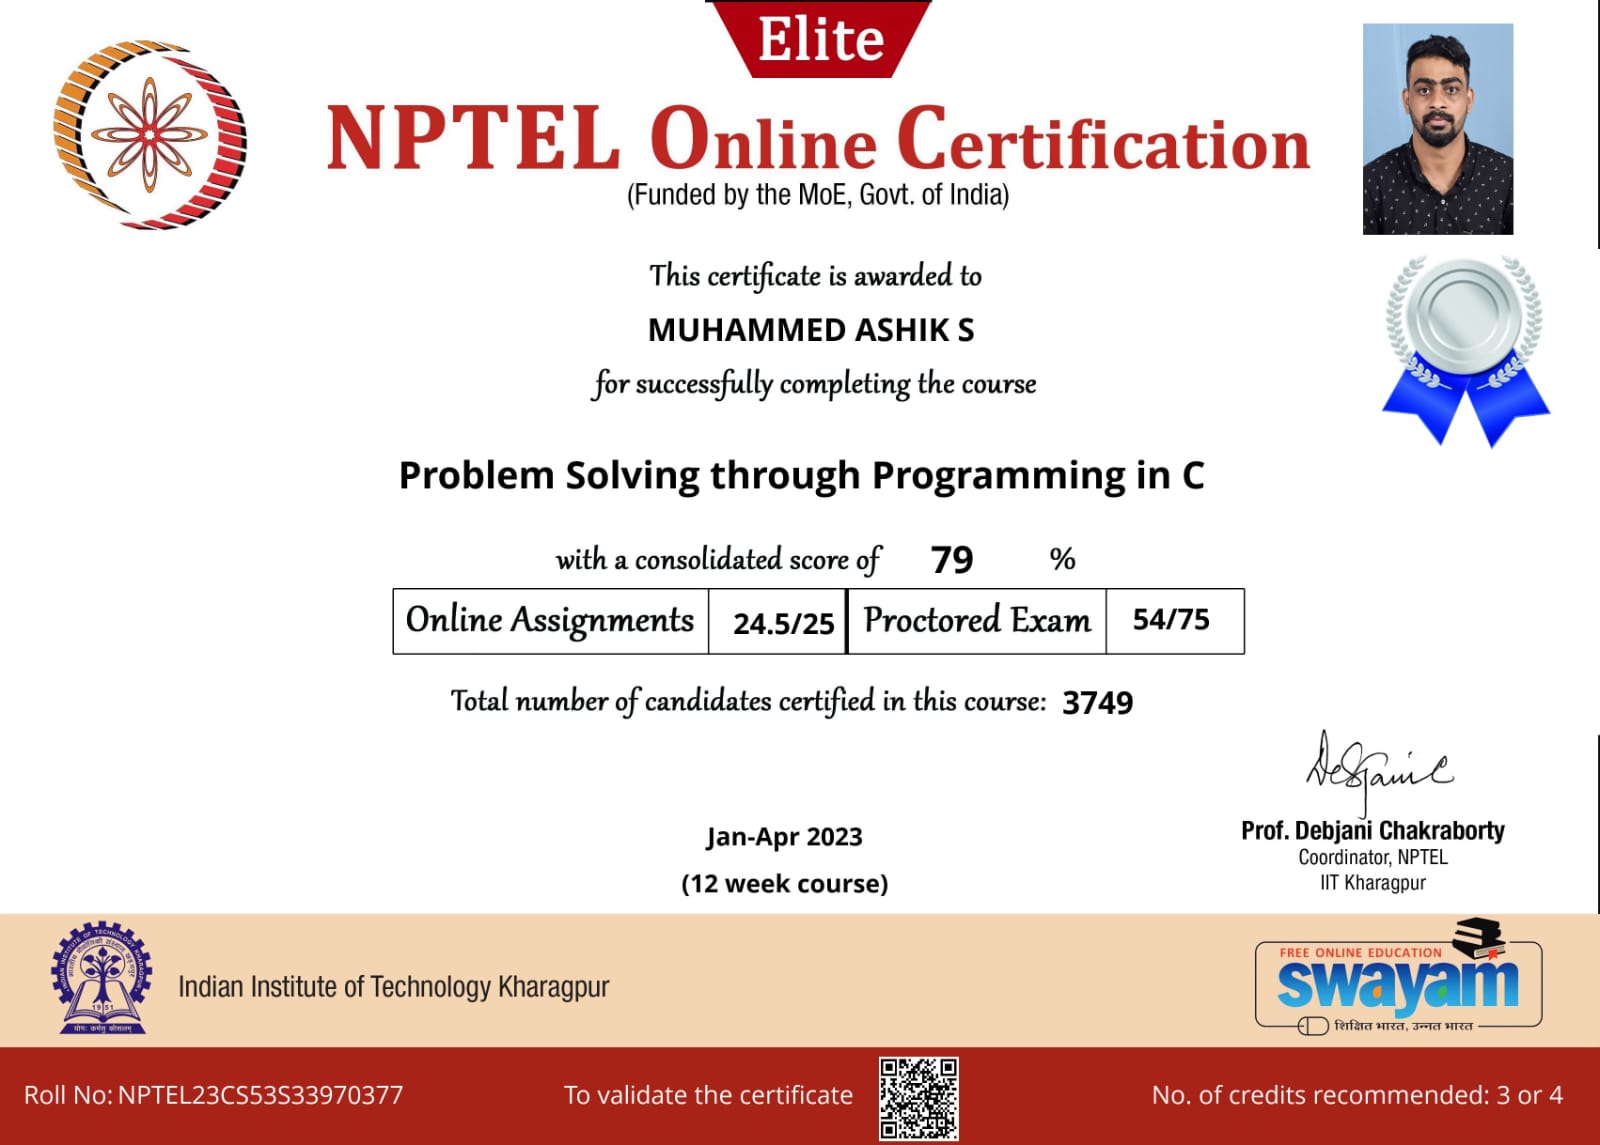 Elite
NPTEL Online Certification
(Funded by the MoE, Govt. of India)
This certificate is awarded to
MUHAMMED ASHIK S
for successfully completing the course
Problem Solving through Programming in C
with a consolidated score of 79 %
Online Assignments 24.5/25 Proctored Exam 54/75
Total number of candidates certified in this course: 3749
Jan-Apr 2023
(12 week course)
Prof. Debjani Chakraborty
Coordinator, NPTEL
IIT Kharagpur
INDIAN INSTITUTE OF TECHNOLOGY KHARAGPUR
1951
योगः कर्मसु कौशलम्
Indian Institute of Technology Kharagpur
FREE ONLINE EDUCATION
swayam
शिक्षित भारत, उन्नत भारत
Roll No: NPTEL23CS53S33970377
To validate the certificate
No. of credits recommended: 3 or 4